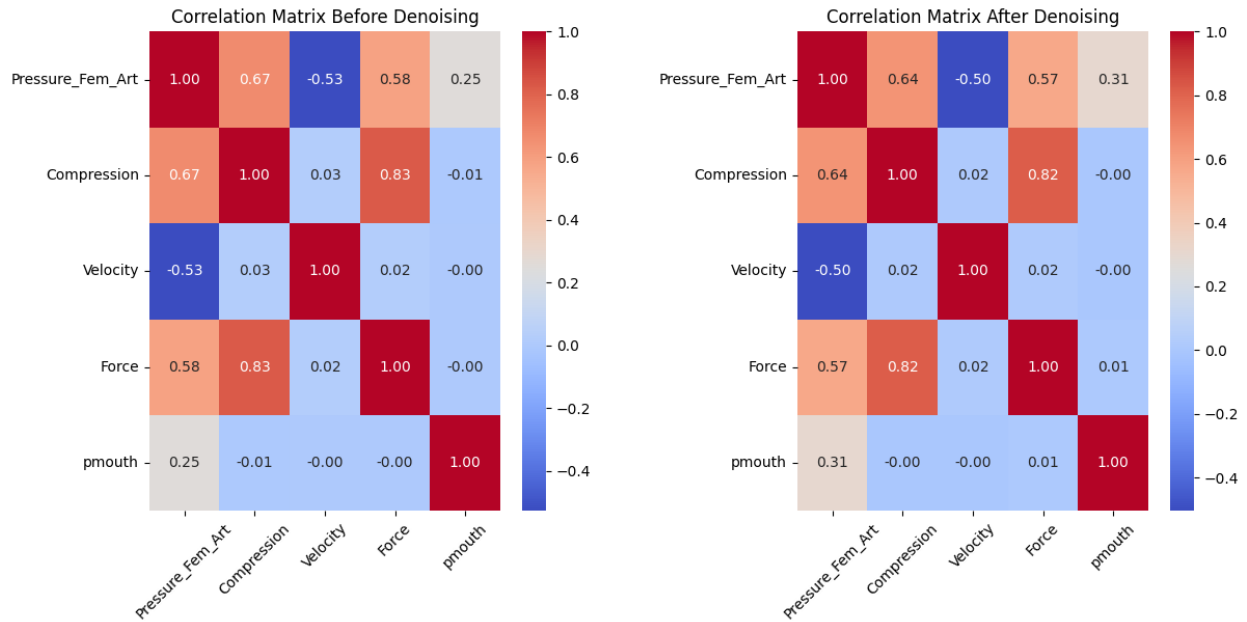 Correlation Matrix Before Denoising
Pressure_Fem_Art 1.00 0.67 -0.53 0.58 0.25
Compression 0.67 1.00 0.03 0.83 -0.01
Velocity -0.53 0.03 1.00 0.02 -0.00
Force 0.58 0.83 0.02 1.00 -0.00
pmouth 0.25 -0.01 -0.00 -0.00 1.00
Pressure_Fem_Art
Compression
Velocity
Force
pmouth
1.0
0.8
0.6
0.4
0.2
0.0
−0.2
−0.4
Correlation Matrix After Denoising
Pressure_Fem_Art 1.00 0.64 -0.50 0.57 0.31
Compression 0.64 1.00 0.02 0.82 -0.00
Velocity -0.50 0.02 1.00 0.02 -0.00
Force 0.57 0.82 0.02 1.00 0.01
pmouth 0.31 -0.00 -0.00 0.01 1.00
Pressure_Fem_Art
Compression
Velocity
Force
pmouth
1.0
0.8
0.6
0.4
0.2
0.0
−0.2
−0.4